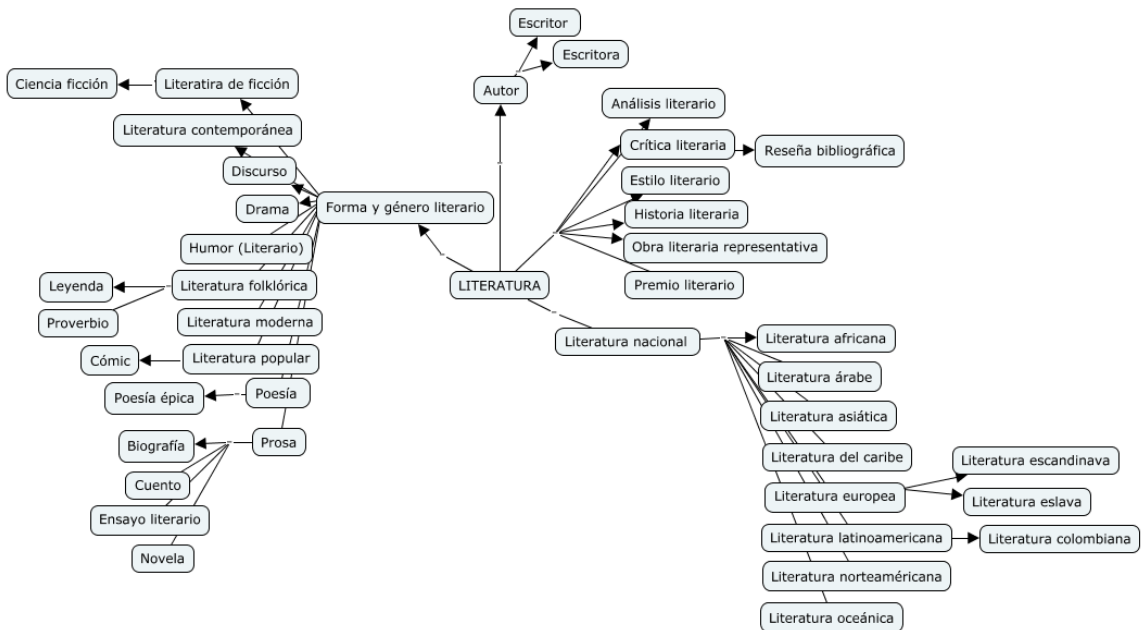 Escritor
Escritora
Autor
Ciencia ficción
Literatira de ficción
Literatura contemporánea
Discurso
Drama
Forma y género literario
Humor (Literario)
Leyenda
Literatura folklórica
Proverbio
Literatura moderna
Cómic
Literatura popular
Poesía épica
Poesía
Biografía
Prosa
Cuento
Ensayo literario
Novela
LITERATURA
Análisis literario
Crítica literaria
Reseña bibliográfica
Estilo literario
Historia literaria
Obra literaria representativa
Premio literario
Literatura nacional
Literatura africana
Literatura árabe
Literatura asiática
Literatura del caribe
Literatura europea
Literatura escandinava
Literatura eslava
Literatura latinoamericana
Literatura colombiana
Literatura norteaméricana
Literatura oceánica